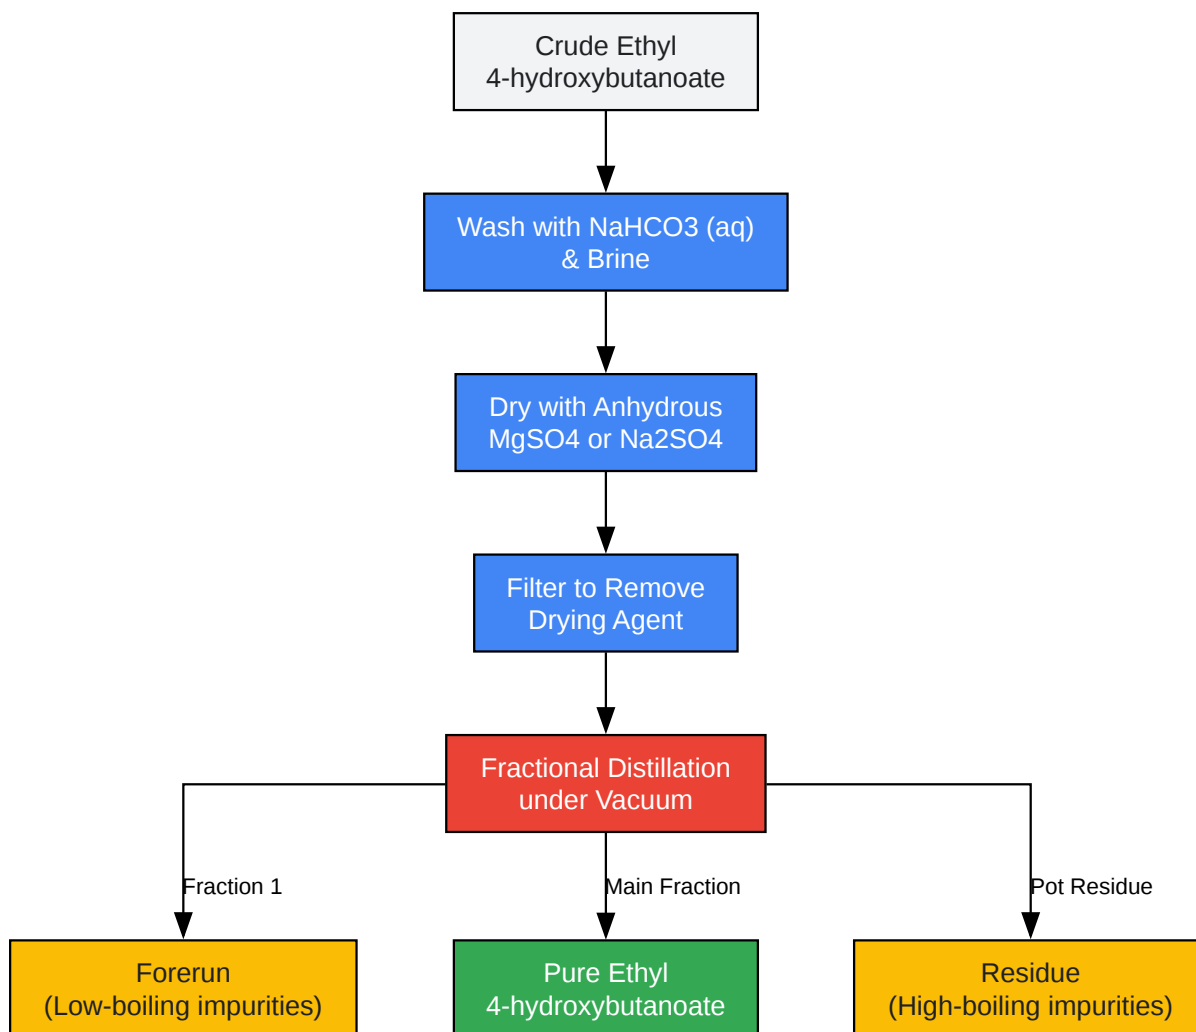 Crude Ethyl
4-hydroxybutanoate
Wash with NaHCO3 (aq)
& Brine
Dry with Anhydrous
MgSO4 or Na2SO4
Filter to Remove
Drying Agent
Fractional Distillation
under Vacuum
Fraction 1
Main Fraction
Pot Residue
Forerun
(Low-boiling impurities)
Pure Ethyl
4-hydroxybutanoate
Residue
(High-boiling impurities)